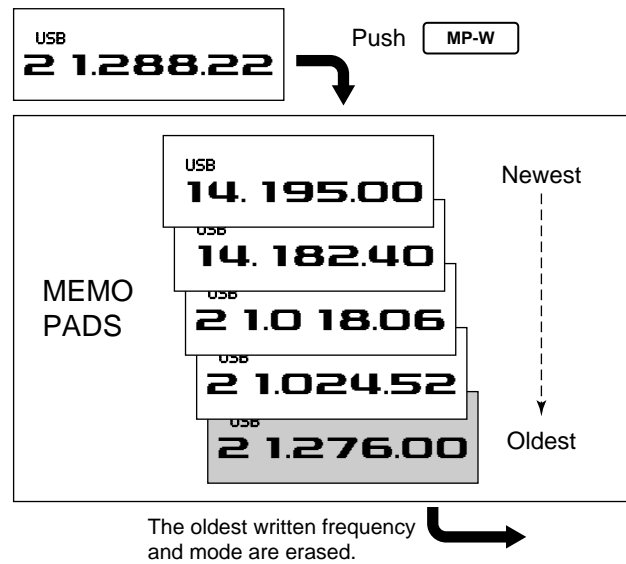 USB
21.288.22
Push MP-W
USB
14.195.00
Newest
USB
14.182.40
MEMO
PADS
USB
21.018.06
USB
21.024.52
USB
21.276.00
Oldest
The oldest written frequency
and mode are erased.